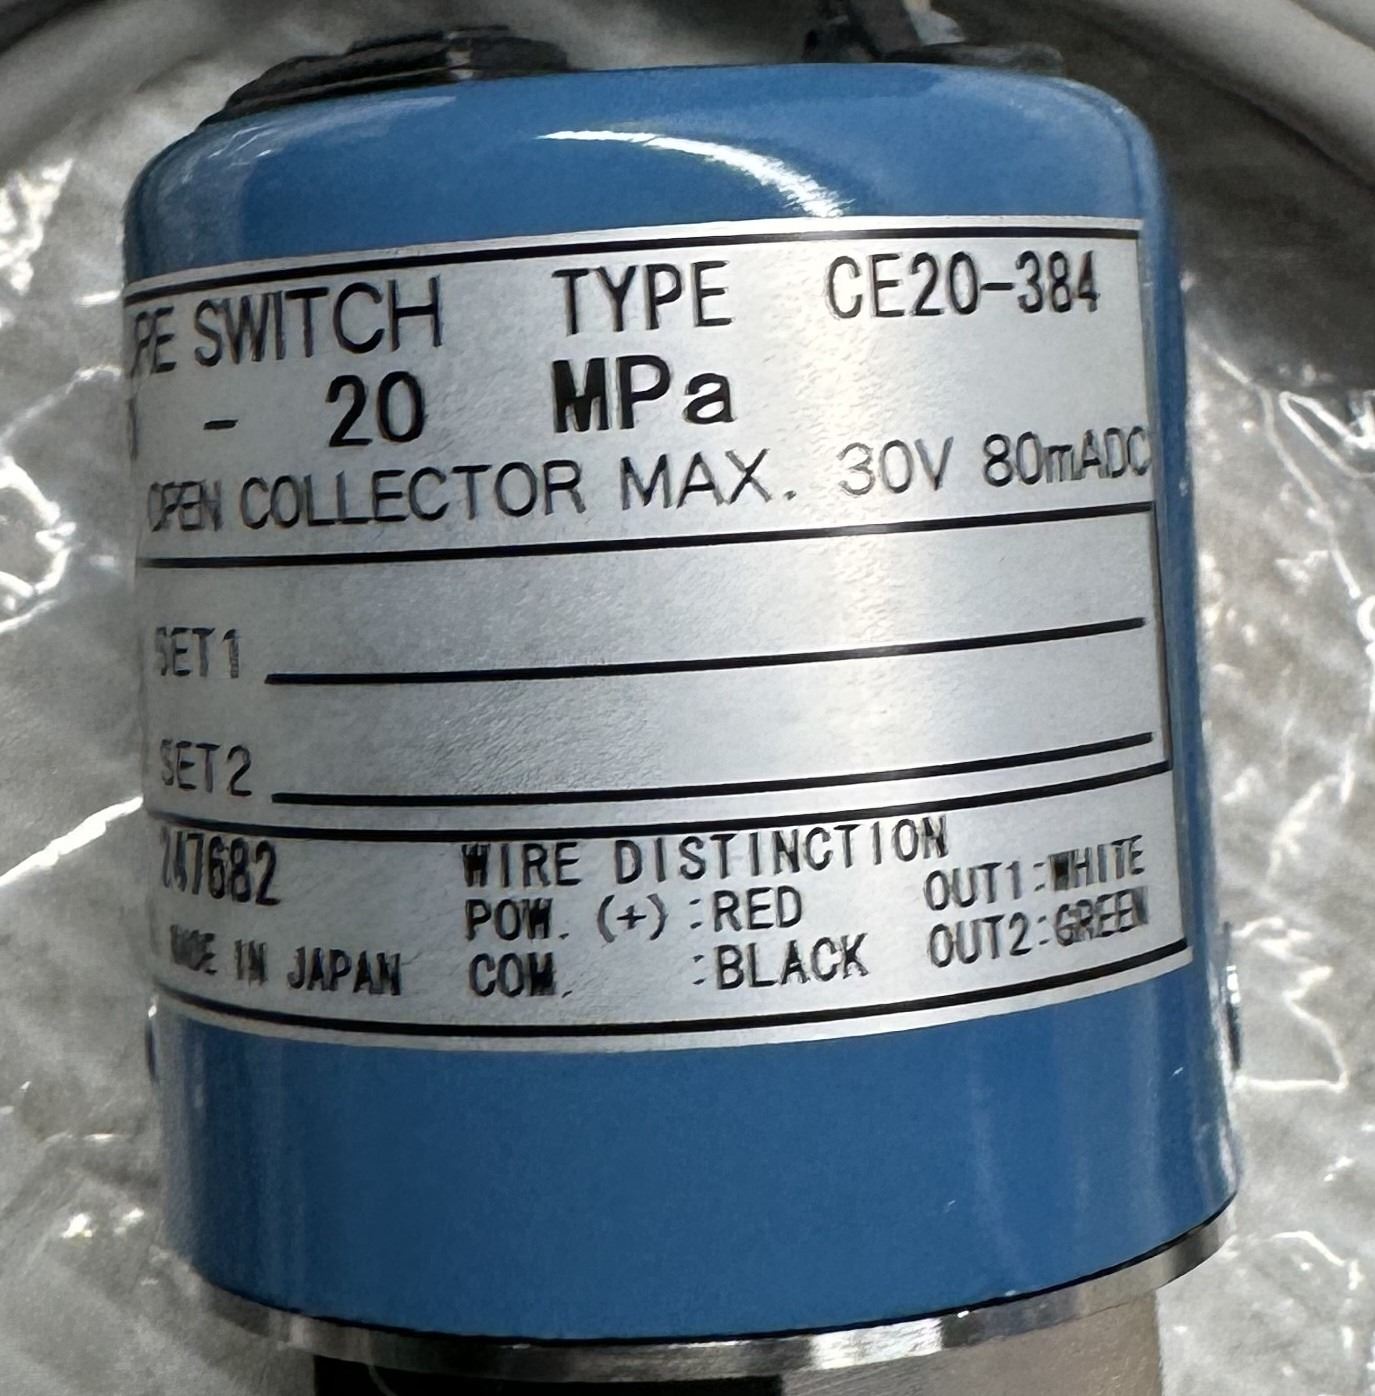 SWITCH TYPE CE20-384
- 20 MPa
OPEN COLLECTOR MAX. 30V 80mADC
SET1
SET2
247682 WIRE DISTINCTION
POW. (+) :RED OUT1:WHITE
MADE IN JAPAN COM. :BLACK OUT2:GREEN